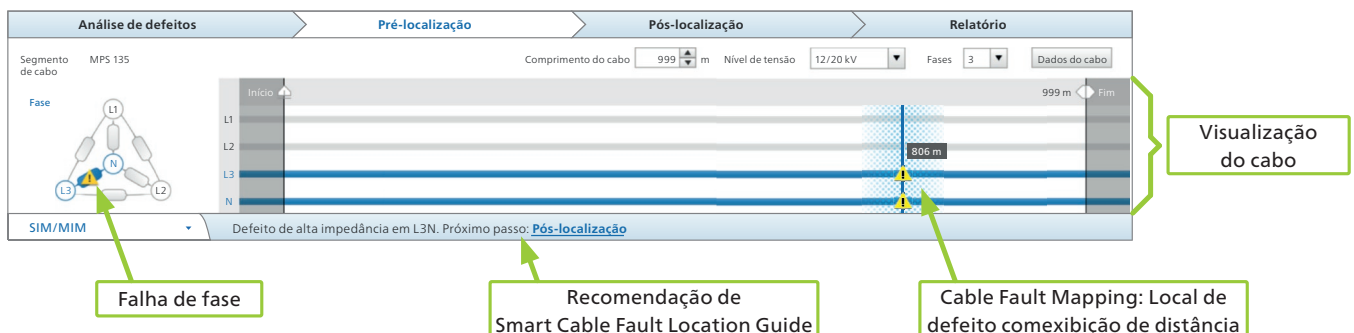 Análise de defeitos
Pré-localização
Pós-localização
Relatório
Segmento
de cabo
MPS 135
Comprimento do cabo 999 m Nível de tensão 12/20 kV Fases 3 Dados do cabo
Fase
L1
N
L3
L2
Início
999 m
Fim
L1
L2
806 m
L3
N
SIM/MIM
Defeito de alta impedância em L3N. Próximo passo: Pós-localização
Visualização
do cabo
Falha de fase
Recomendação de
Smart Cable Fault Location Guide
Cable Fault Mapping: Local de
defeito comexibição de distância